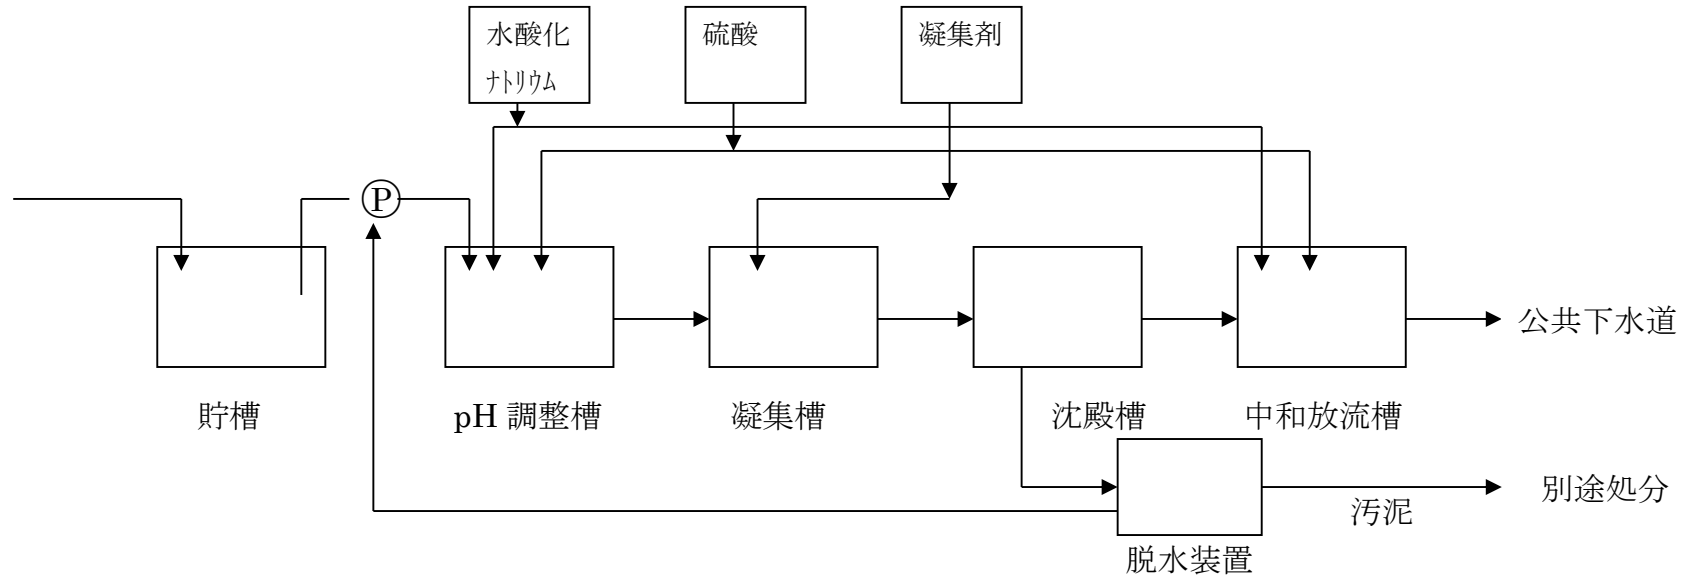 水酸化
ﾅﾄﾘｳﾑ
硫酸
凝集剤
P
公共下水道
貯槽
pH 調整槽
凝集槽
沈殿槽
中和放流槽
別途処分
汚泥
脱水装置